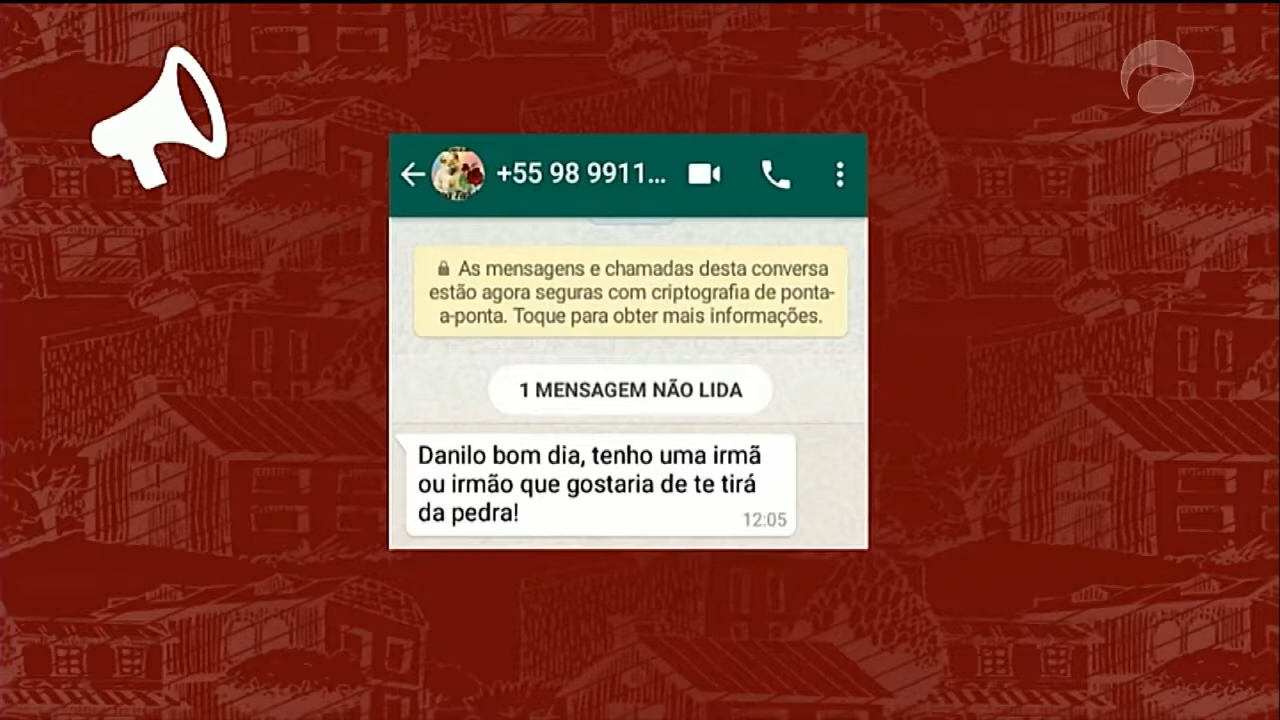 +55 98 9911...
As mensagens e chamadas desta conversa
estão agora seguras com criptografia de ponta-
a-ponta. Toque para obter mais informações.
1 MENSAGEM NÃO LIDA
Danilo bom dia, tenho uma irmã
ou irmão que gostaria de te tirá
da pedra!
12:05